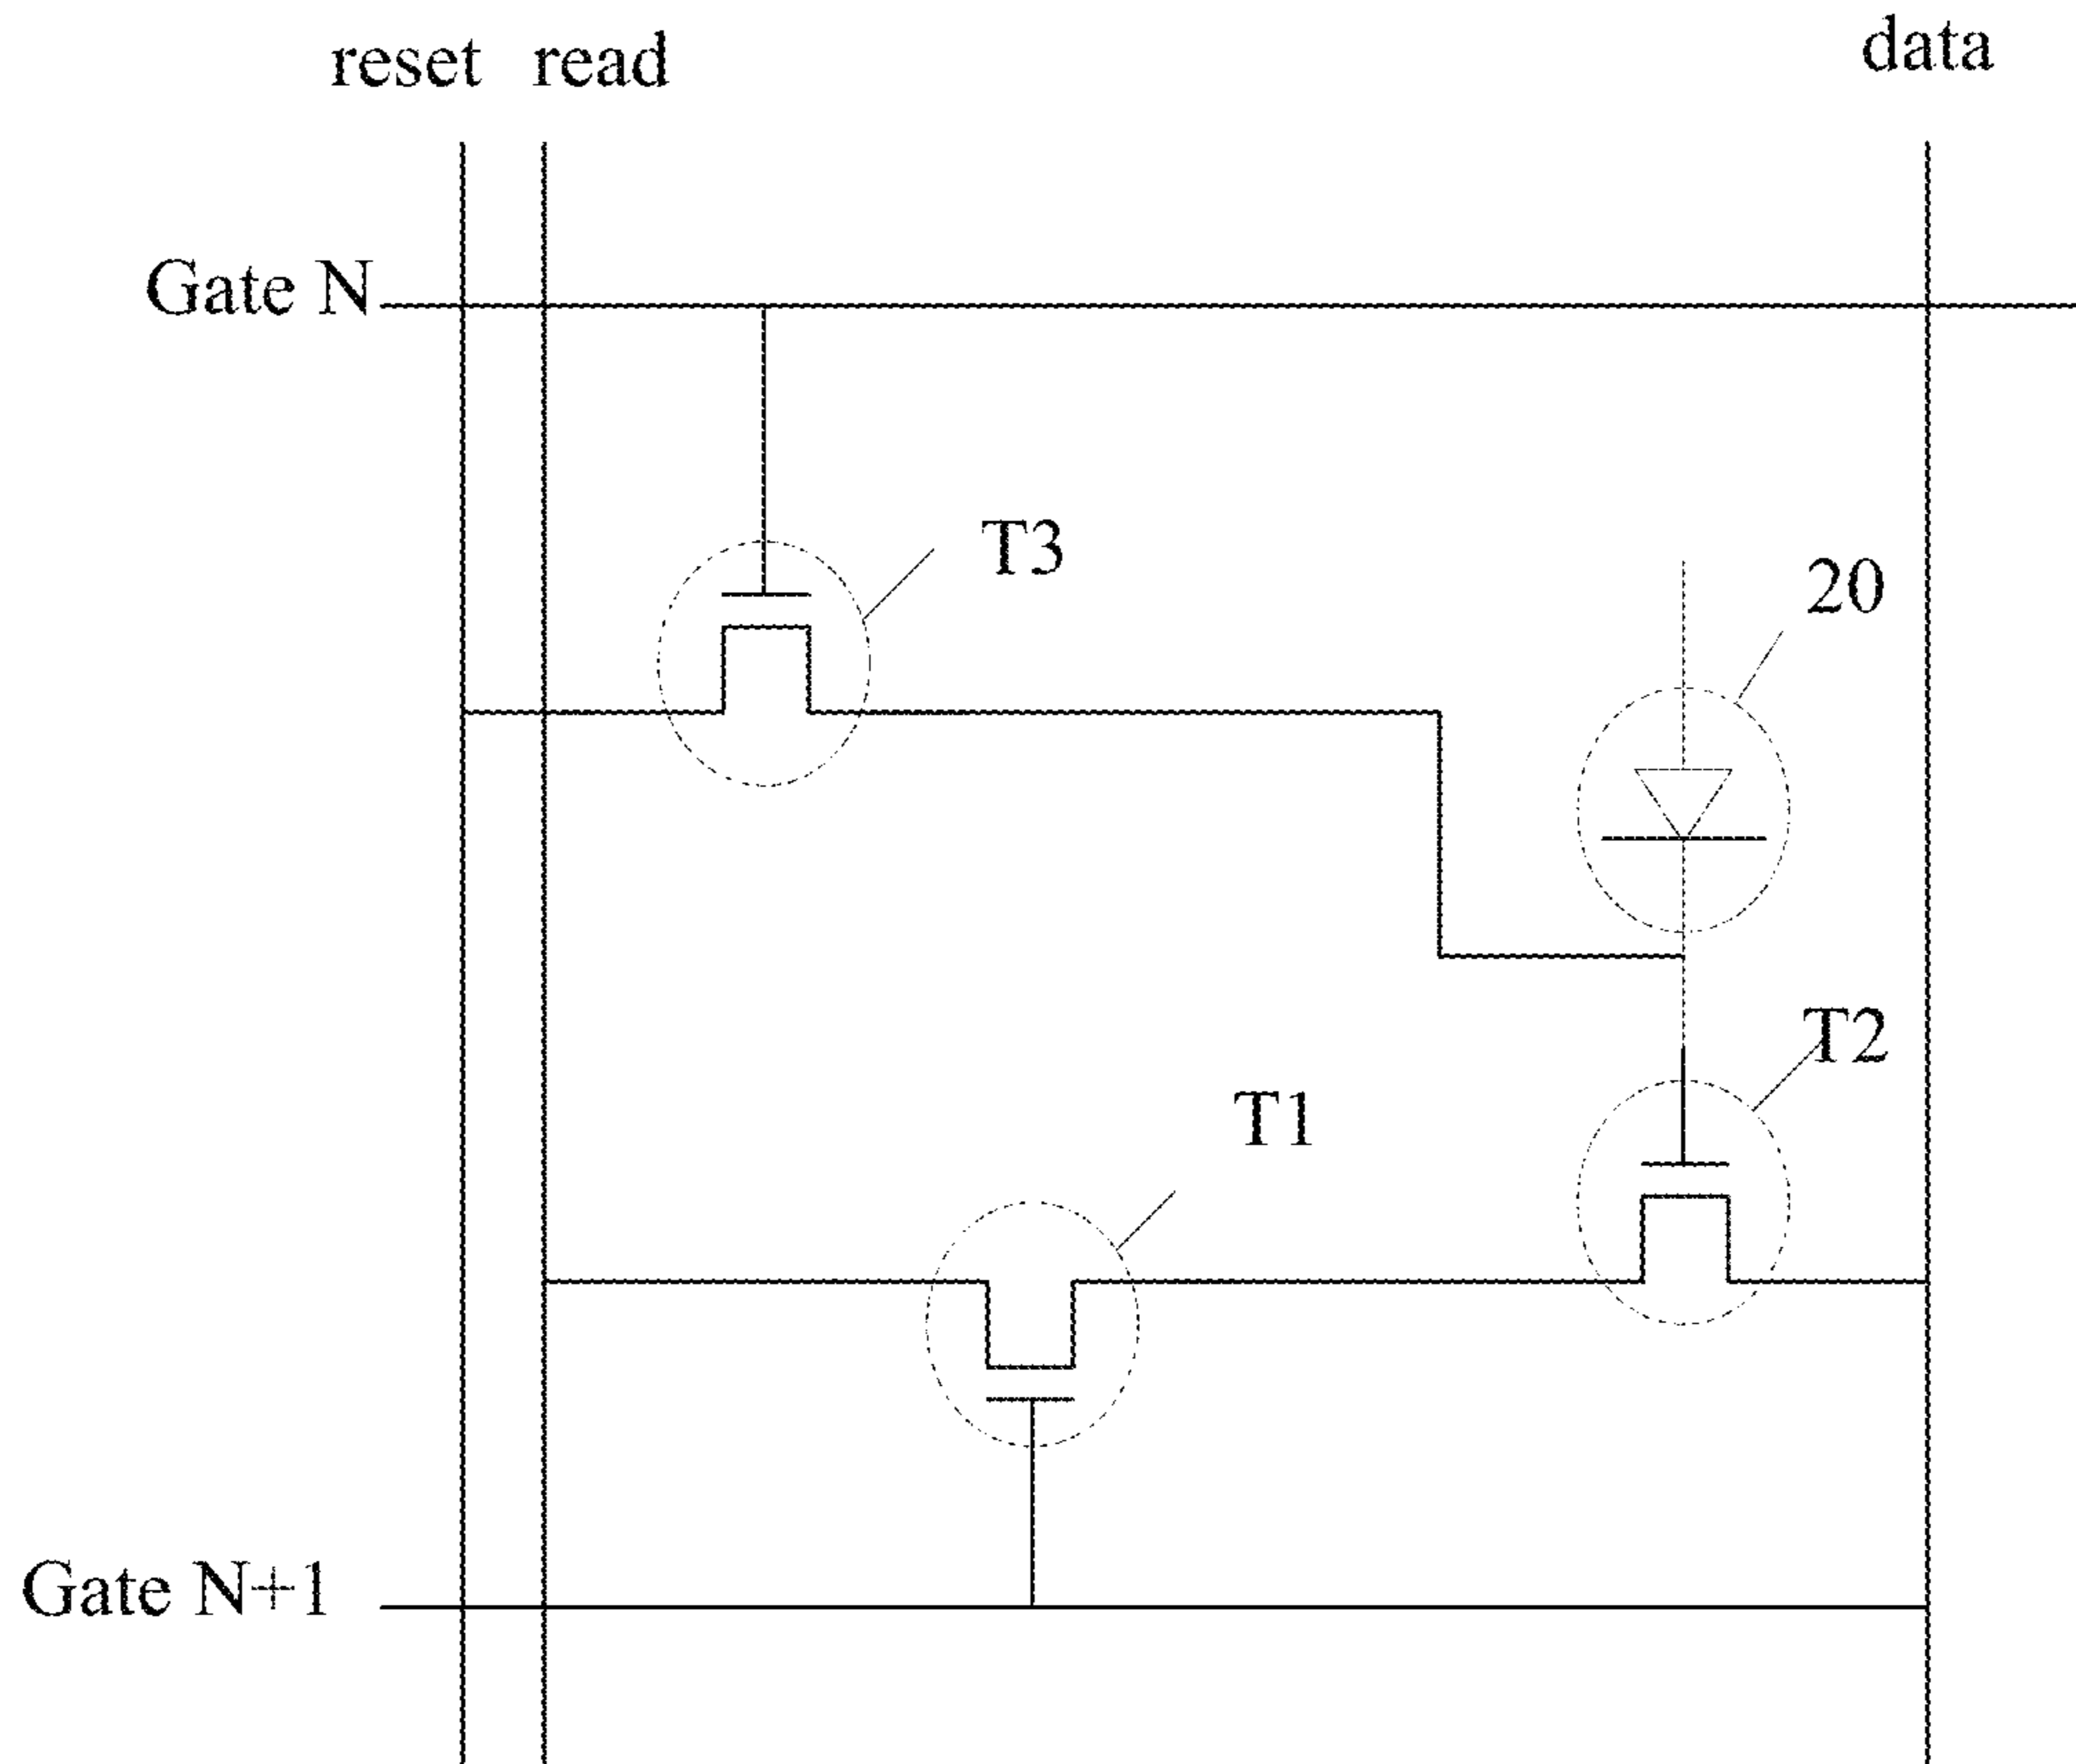 reset read data
Gate N
T3
20
T2
T1
Gate N+1